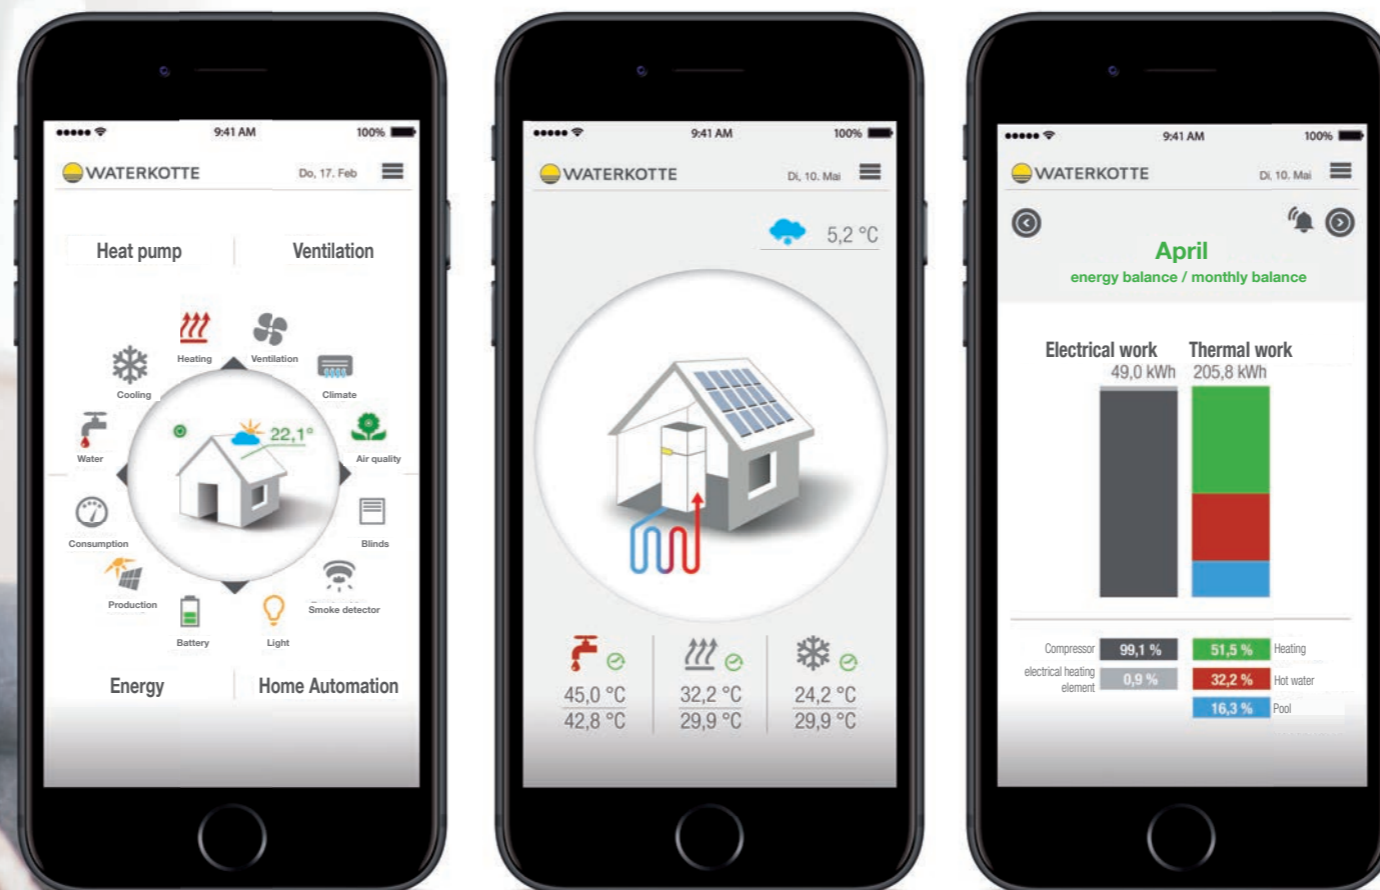 9:41 AM
100%
WATERKOTTE
Do, 17. Feb
Heat pump
Ventilation
Heating
Ventilation
Cooling
Climate
22,1°
Water
Air quality
Consumption
Blinds
Production
Smoke detector
Battery
Light
Energy
Home Automation
9:41 AM
100%
WATERKOTTE
Di, 10. Mai
5,2 °C
45,0 °C
32,2 °C
24,2 °C
42,8 °C
29,9 °C
29,9 °C
9:41 AM
100%
WATERKOTTE
Di, 10. Mai
April
energy balance / monthly balance
Electrical work
Thermal work
49,0 kWh
205,8 kWh
Compressor
99,1 %
51,5 %
Heating
electrical heating
element
0,9 %
32,2 %
Hot water
16,3 %
Pool